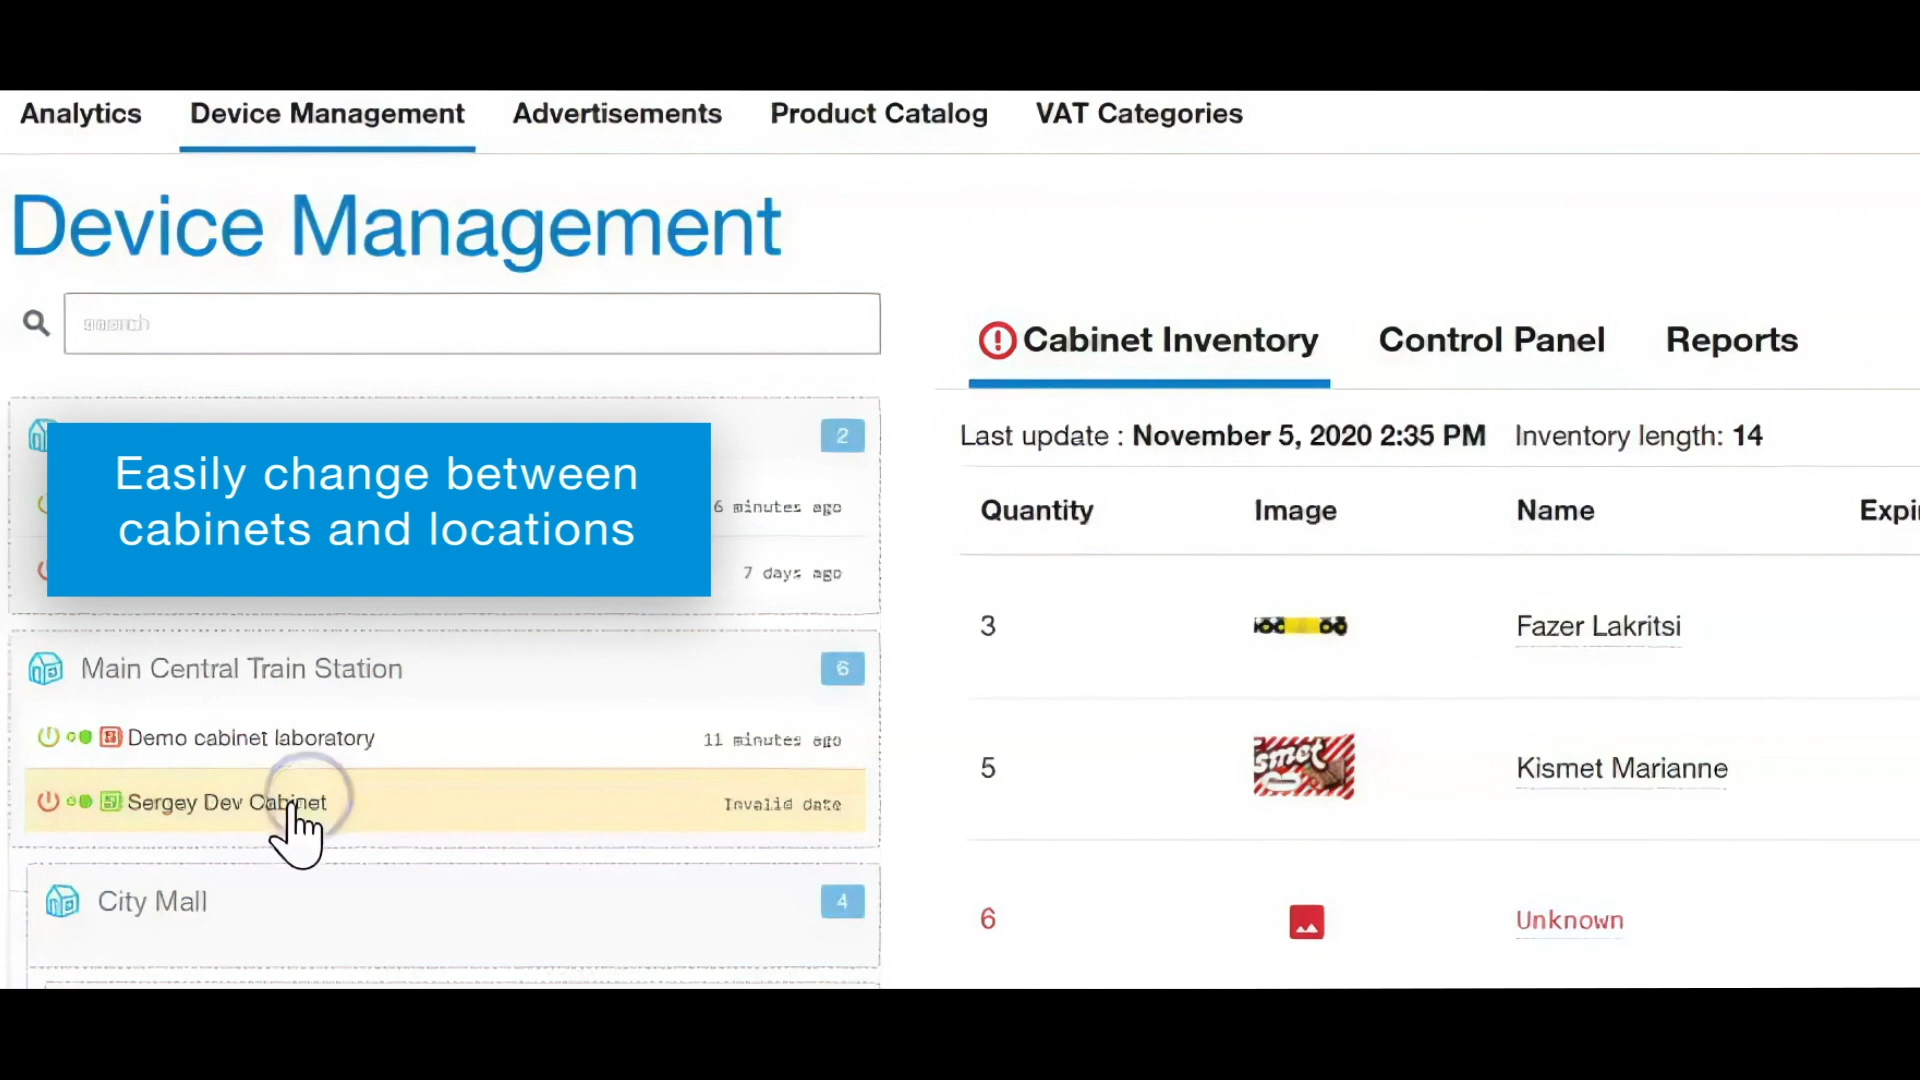 Analytics Device Management Advertisements Product Catalog VAT Categories
Device Management
search
Cabinet Inventory Control Panel Reports
2
Easily change between
cabinets and locations
6 minutes ago
7 days ago
Main Central Train Station 6
Demo cabinet laboratory 11 minutes ago
Sergey Dev Cabinet Invalid date
City Mall 4
Last update : November 5, 2020 2:35 PM Inventory length: 14
Quantity Image Name
3 Fazer Lakritsi
5 Kismet Marianne
6 Unknown